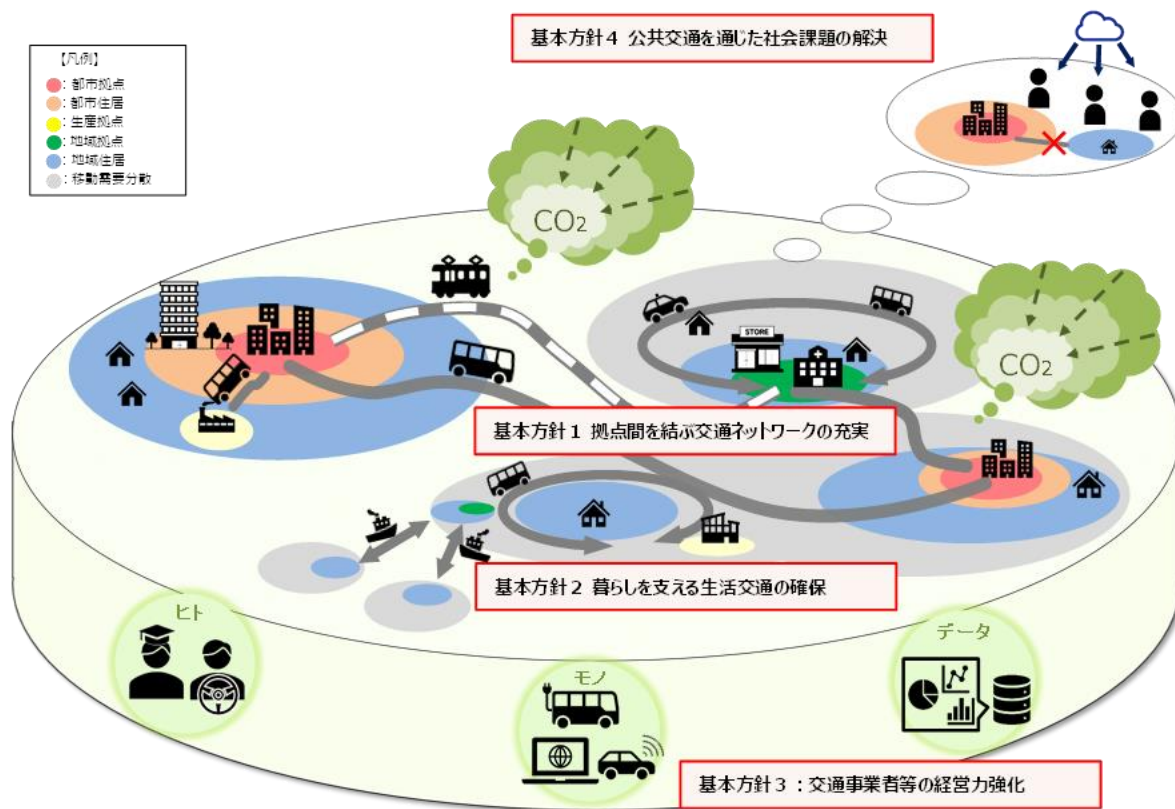 基本方針４ 公共交通を通じた社会課題の解決
【凡例】
：都市拠点
：都市住居
：生産拠点
：地域拠点
：地域住居
：移動需要分散
CO2
STORE
CO2
基本方針１ 拠点間を結ぶ交通ネットワークの充実
基本方針２ 暮らしを支える生活交通の確保
ヒト
モノ
データ
基本方針３：交通事業者等の経営力強化